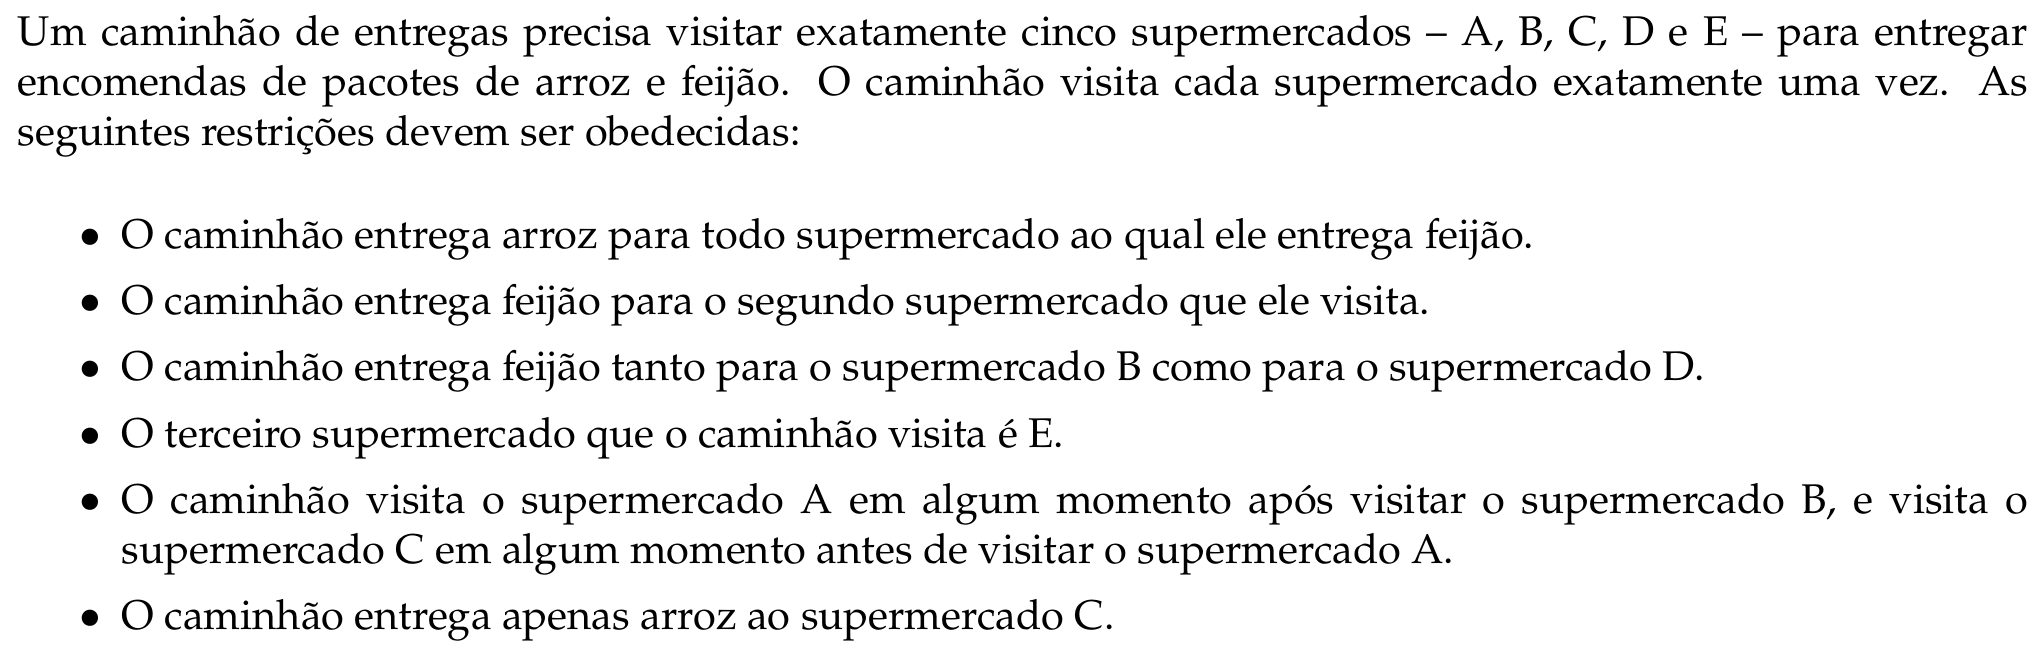 Um caminhão de entregas precisa visitar exatamente cinco supermercados – A, B, C, D e E – para entregar
encomendas de pacotes de arroz e feijão. O caminhão visita cada supermercado exatamente uma vez. As
seguintes restrições devem ser obedecidas:
• O caminhão entrega arroz para todo supermercado ao qual ele entrega feijão.
• O caminhão entrega feijão para o segundo supermercado que ele visita.
• O caminhão entrega feijão tanto para o supermercado B como para o supermercado D.
• O terceiro supermercado que o caminhão visita é E.
• O caminhão visita o supermercado A em algum momento após visitar o supermercado B, e visita o
supermercado C em algum momento antes de visitar o supermercado A.
• O caminhão entrega apenas arroz ao supermercado C.